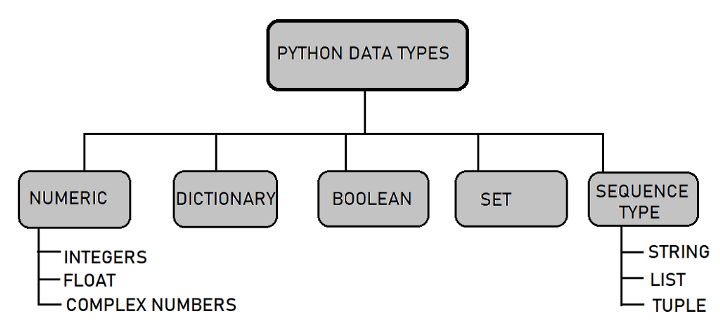 PYTHON DATA TYPES
NUMERIC
DICTIONARY
BOOLEAN
SET
SEQUENCE
TYPE
INTEGERS
FLOAT
COMPLEX NUMBERS
STRING
LIST
TUPLE